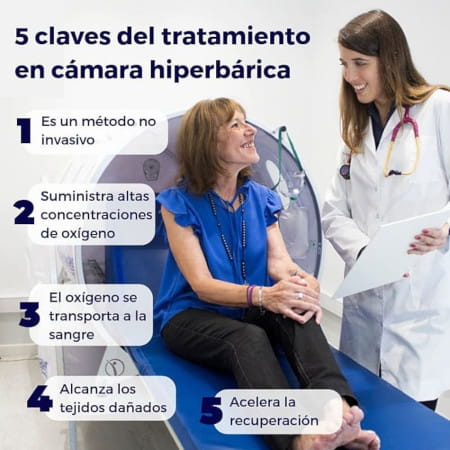 5 claves del tratamiento
en cámara hiperbárica
1
Es un método no
invasivo
2
Suministra altas
concentraciones
de oxígeno
3
El oxígeno se
transporta a la
sangre
4
Alcanza los
tejidos dañados
5
Acelera la
recuperación